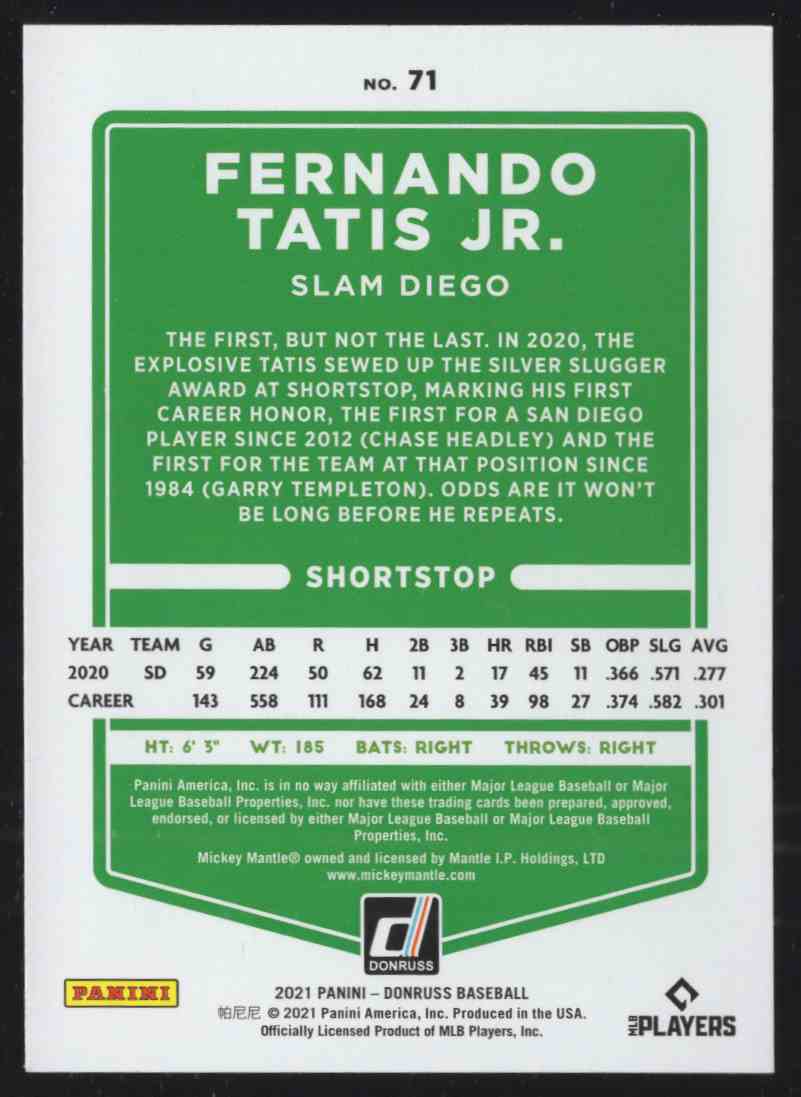 NO. 71
FERNANDO
TATIS JR.
SLAM DIEGO
THE FIRST, BUT NOT THE LAST. IN 2020, THE
EXPLOSIVE TATIS SEWED UP THE SILVER SLUGGER
AWARD AT SHORTSTOP, MARKING HIS FIRST
CAREER HONOR, THE FIRST FOR A SAN DIEGO
PLAYER SINCE 2012 (CHASE HEADLEY) AND THE
FIRST FOR THE TEAM AT THAT POSITION SINCE
1984 (GARRY TEMPLETON). ODDS ARE IT WON'T
BE LONG BEFORE HE REPEATS.
SHORTSTOP
YEAR TEAM G AB R H 2B 3B HR RBI SB OBP SLG AVG
2020 SD 59 224 50 62 11 2 17 45 11 .366 .571 .277
CAREER 143 558 111 168 24 8 39 98 27 .374 .582 .301
HT: 6' 3" WT: 185 BATS: RIGHT THROWS: RIGHT
Panini America, Inc. is in no way affiliated with either Major League Baseball or Major
League Baseball Properties, Inc. nor have these trading cards been prepared, approved,
endorsed, or licensed by either Major League Baseball or Major League Baseball
Properties, Inc.
Mickey Mantle® owned and licensed by Mantle I.P. Holdings, LTD
www.mickeymantle.com
d
DONRUSS
PANINI
2021 PANINI – DONRUSS BASEBALL
帕尼尼 © 2021 Panini America, Inc. Produced in the USA.
Officially Licensed Product of MLB Players, Inc.
MLB PLAYERS